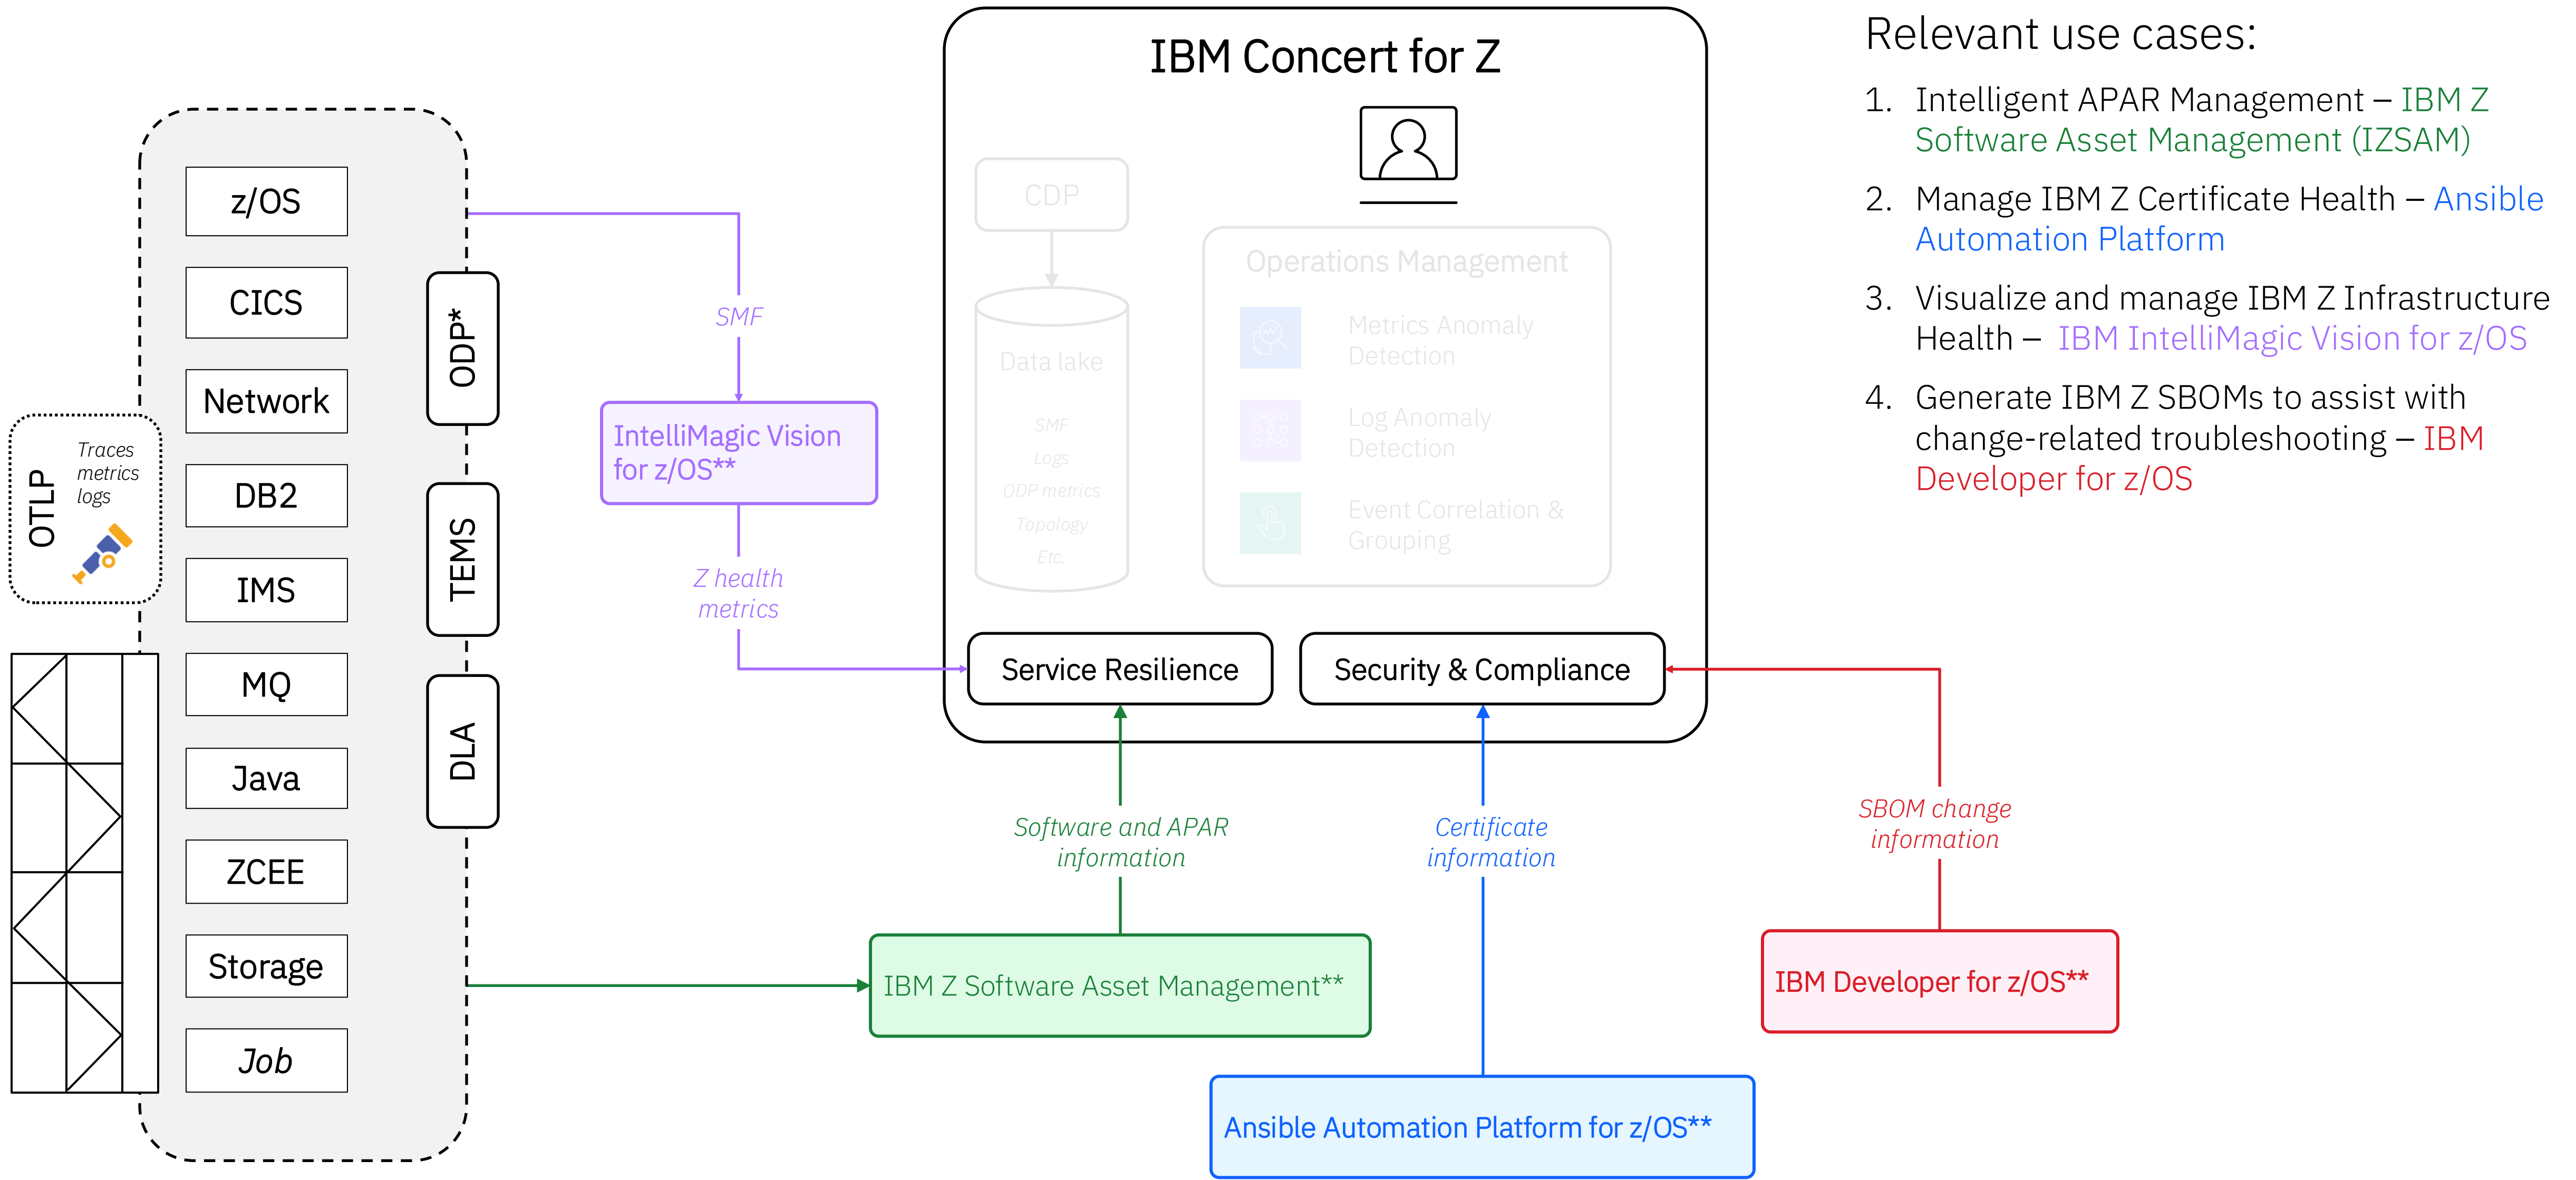 IBM Concert for Z
Relevant use cases:
1. Intelligent APAR Management – IBM Z
Software Asset Management (IZSAM)
2. Manage IBM Z Certificate Health – Ansible
Automation Platform
3. Visualize and manage IBM Z Infrastructure
Health – IBM IntelliMagic Vision for z/OS
4. Generate IBM Z SBOMs to assist with
change-related troubleshooting – IBM
Developer for z/OS
OTLP
Traces
metrics
logs
z/OS
CICS
Network
DB2
IMS
MQ
Java
ZCEE
Storage
Job
ODP*
TEMS
DLA
SMF
IntelliMagic Vision
for z/OS**
Z health
metrics
CDP
Data lake
SMF
Logs
ODP metrics
Topology
Etc.
Operations Management
Metrics Anomaly
Detection
Log Anomaly
Detection
Event Correlation &
Grouping
Service Resilience
Security & Compliance
Software and APAR
information
Certificate
information
SBOM change
information
IBM Z Software Asset Management**
IBM Developer for z/OS**
Ansible Automation Platform for z/OS**